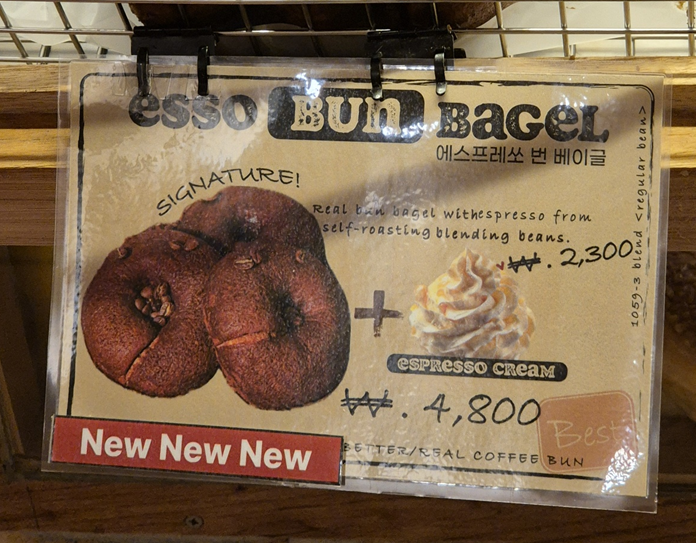 esso BUN BAGEL
에스프레쏘 번 베이글
SIGNATURE!
Real bun bagel withespresso from
self-roasting blending beans.
₩. 2,300
1059-3 blend <regular bean>
+
ESPRESSO CREAM
₩. 4,800
New New New
BETTER/REAL COFFEE BUN
Best